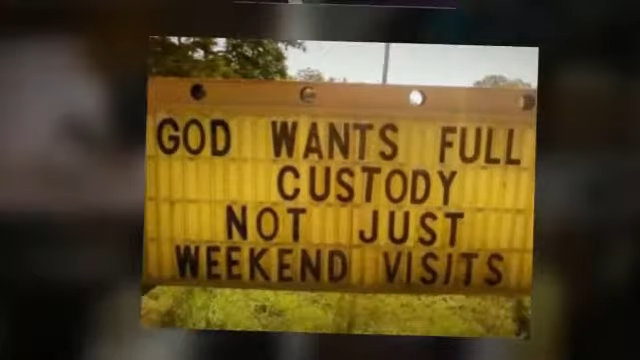 GOD WANTS FULL
CUSTODY
NOT JUST
WEEKEND VISITS